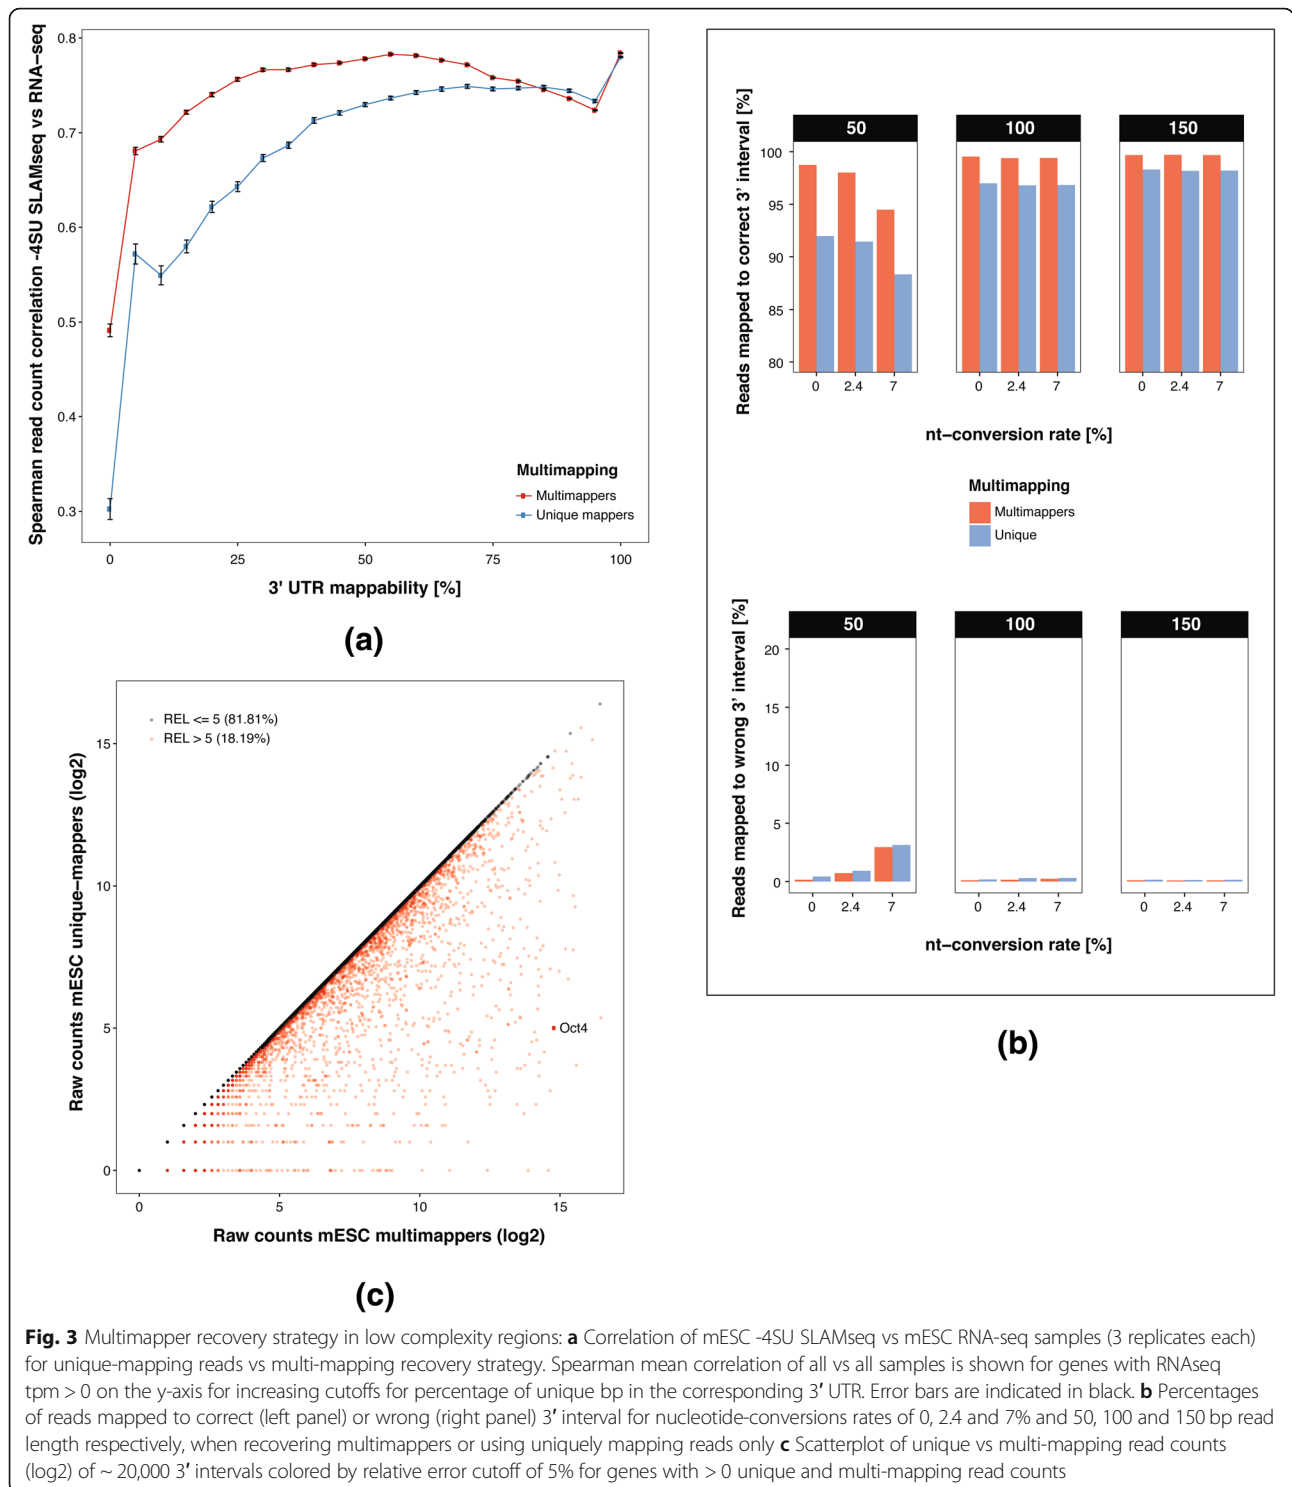 Spearman read count correlation -4SU SLAMseq vs RNA-seq
0.8
0.7
0.6
0.5
0.4
0.3
Multimapping
Multimappers
Unique mappers
0 25 50 75 100
3' UTR mappability [%]
(a)
Reads mapped to correct 3' interval [%]
50 100 150
100
95
90
85
80
0 2.4 7 0 2.4 7 0 2.4 7
nt-conversion rate [%]
Multimapping
Multimappers
Unique
Reads mapped to wrong 3' interval [%]
50 100 150
20
15
10
5
0
0 2.4 7 0 2.4 7 0 2.4 7
nt-conversion rate [%]
(b)
Raw counts mESC unique-mappers (log2)
REL <= 5 (81.81%)
REL > 5 (18.19%)
15
10
5
0
Oct4
0 5 10 15
Raw counts mESC multimappers (log2)
(c)
Fig. 3 Multimapper recovery strategy in low complexity regions: a Correlation of mESC -4SU SLAMseq vs mESC RNA-seq samples (3 replicates each)
for unique-mapping reads vs multi-mapping recovery strategy. Spearman mean correlation of all vs all samples is shown for genes with RNAseq
tpm > 0 on the y-axis for increasing cutoffs for percentage of unique bp in the corresponding 3′ UTR. Error bars are indicated in black. b Percentages
of reads mapped to correct (left panel) or wrong (right panel) 3′ interval for nucleotide-conversions rates of 0, 2.4 and 7% and 50, 100 and 150 bp read
length respectively, when recovering multimappers or using uniquely mapping reads only c Scatterplot of unique vs multi-mapping read counts
(log2) of ~ 20,000 3′ intervals colored by relative error cutoff of 5% for genes with > 0 unique and multi-mapping read counts